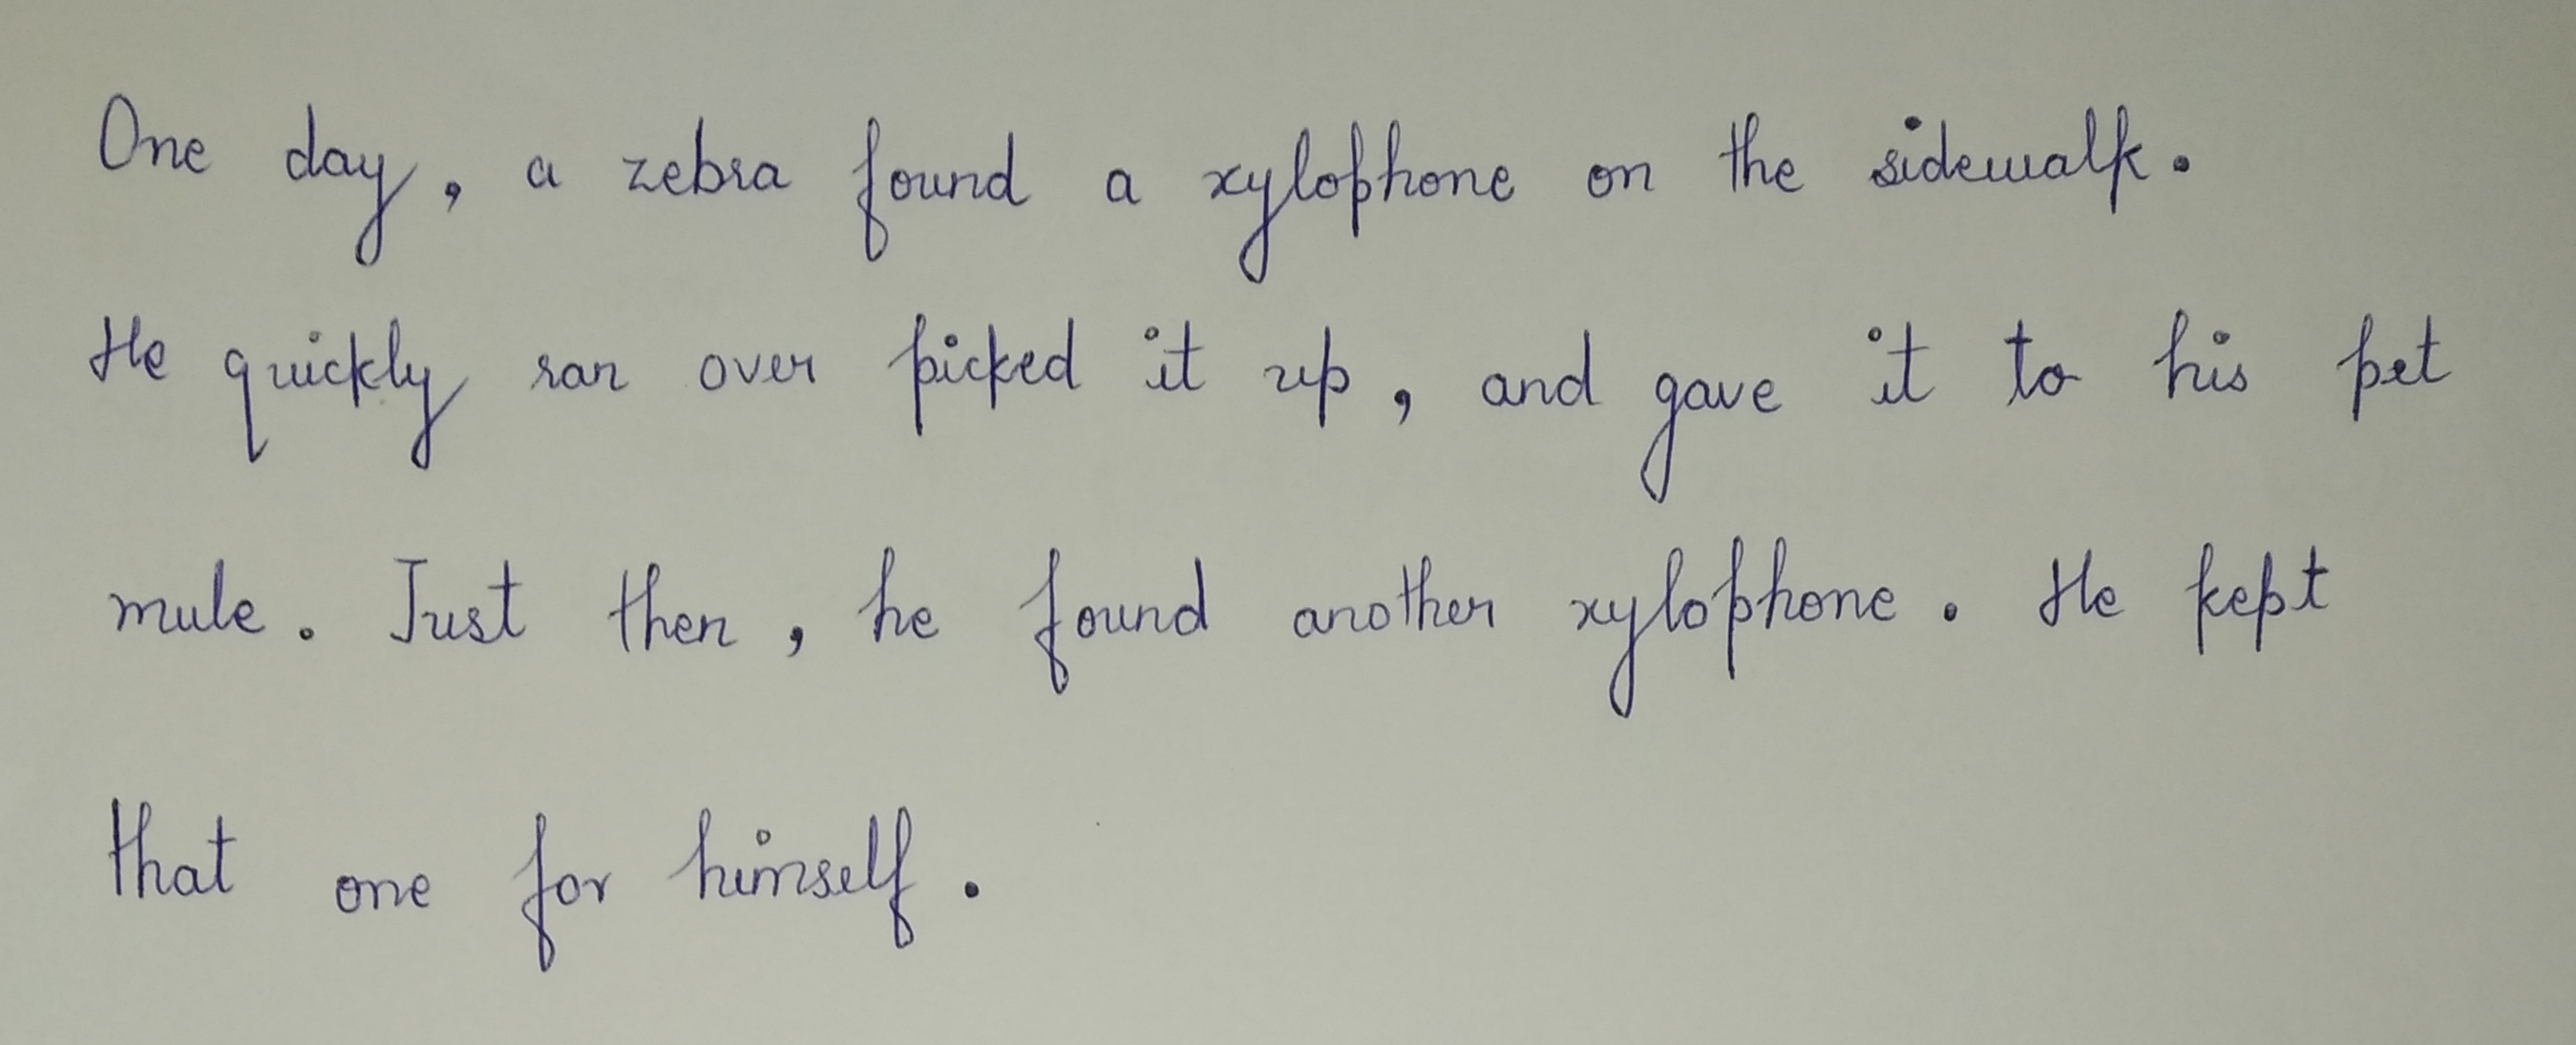 One day, a zebra found a xylophone on the sidewalk.
He quickly ran over picked it up, and gave it to his pet
mule. Just then, he found another xylophone. He kept
that one for himself.